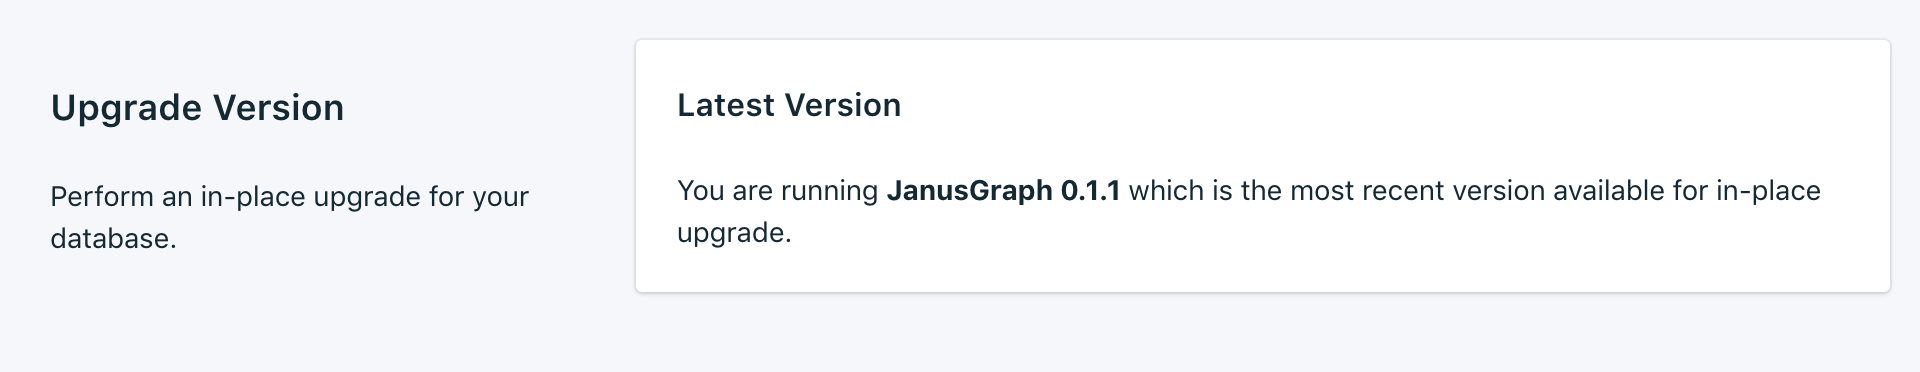 Upgrade Version
Perform an in-place upgrade for your
database.
Latest Version
You are running JanusGraph 0.1.1 which is the most recent version available for in-place
upgrade.